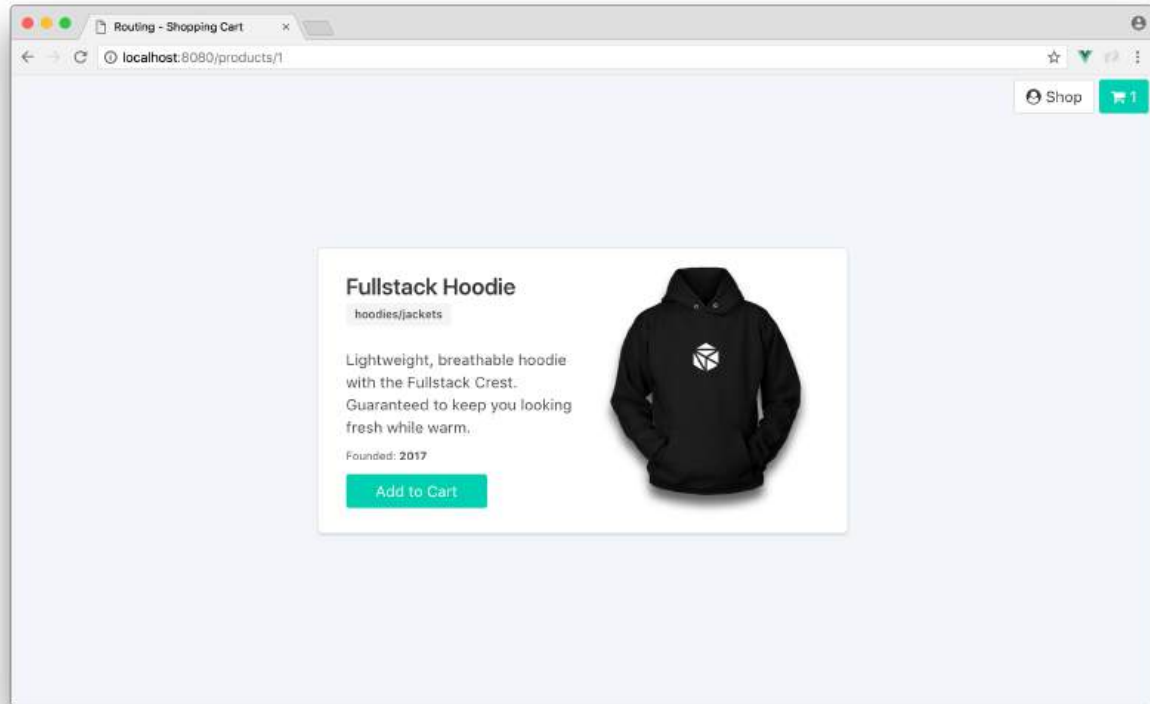 Routing - Shopping Cart
localhost:8080/products/1
Shop
1
Fullstack Hoodie
hoodies/jackets
Lightweight, breathable hoodie
with the Fullstack Crest.
Guaranteed to keep you looking
fresh while warm.
Founded: 2017
Add to Cart